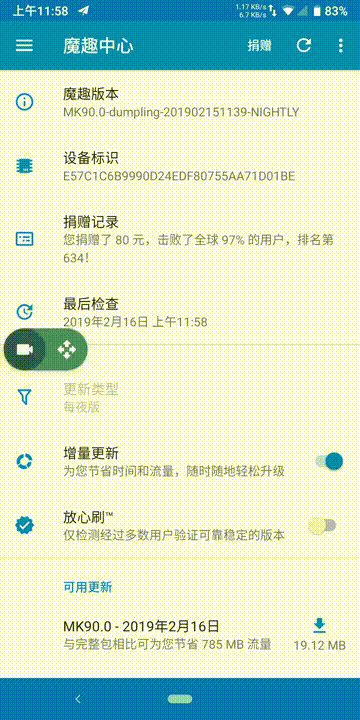 上午11:58
1.17 KB/s
6.7 KB/s
83%
魔趣中心
捐赠
魔趣版本
MK90.0-dumpling-201902151139-NIGHTLY
设备标识
E57C1C6B9990D24EDF80755AA71D01BE
捐赠记录
您捐赠了 80 元，击败了全球 97% 的用户，排名第
634！
最后检查
2019年2月16日 上午11:58
更新类型
每夜版
增量更新
为您节省时间和流量，随时随地轻松升级
放心刷™
仅检测经过多数用户验证可靠稳定的版本
可用更新
MK90.0 - 2019年2月16日
与完整包相比可为您节省 785 MB 流量
19.12 MB